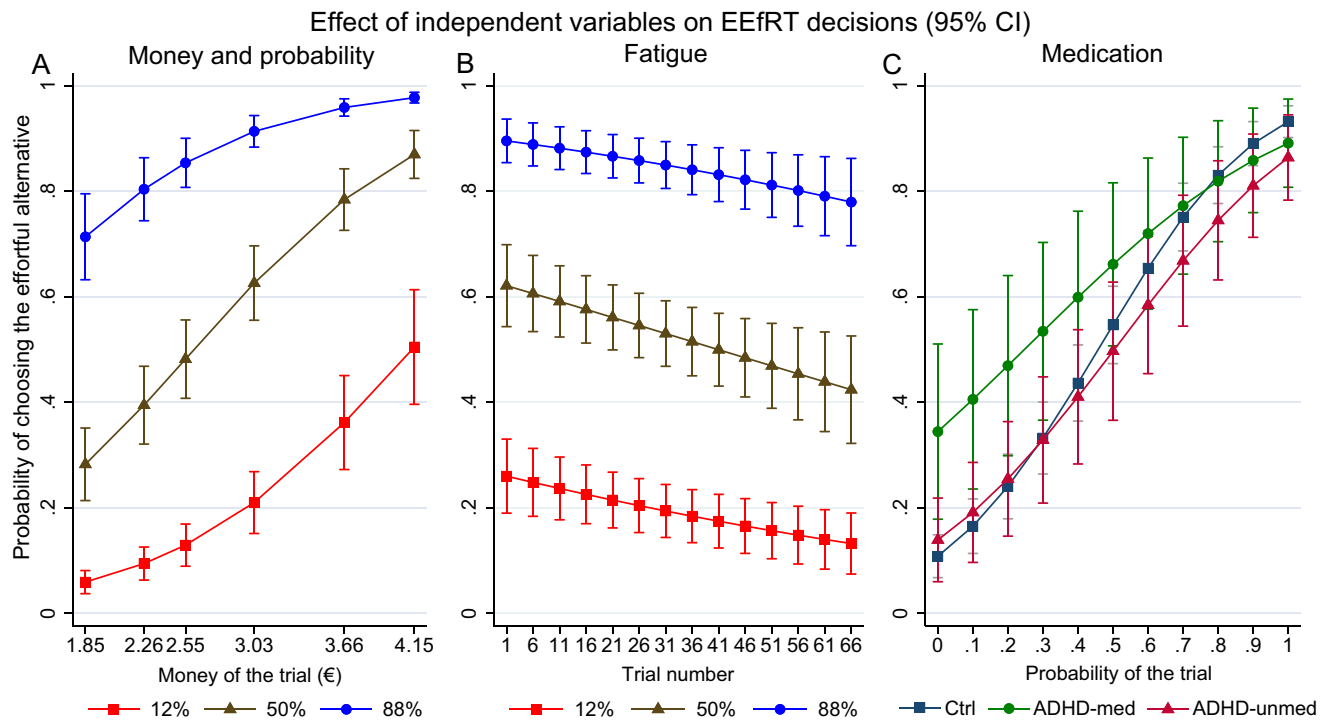 Effect of independent variables on EEfRT decisions (95% CI)
A
Money and probability
Probability of choosing the effortful alternative
0 .2 .4 .6 .8 1
1.85 2.26 2.55 3.03 3.66 4.15
Money of the trial (€)
12% 50% 88%
B
Fatigue
0 .2 .4 .6 .8 1
1 6 11 16 21 26 31 36 41 46 51 56 61 66
Trial number
12% 50% 88%
C
Medication
0 .2 .4 .6 .8 1
0 .1 .2 .3 .4 .5 .6 .7 .8 .9 1
Probability of the trial
Ctrl ADHD-med ADHD-unmed